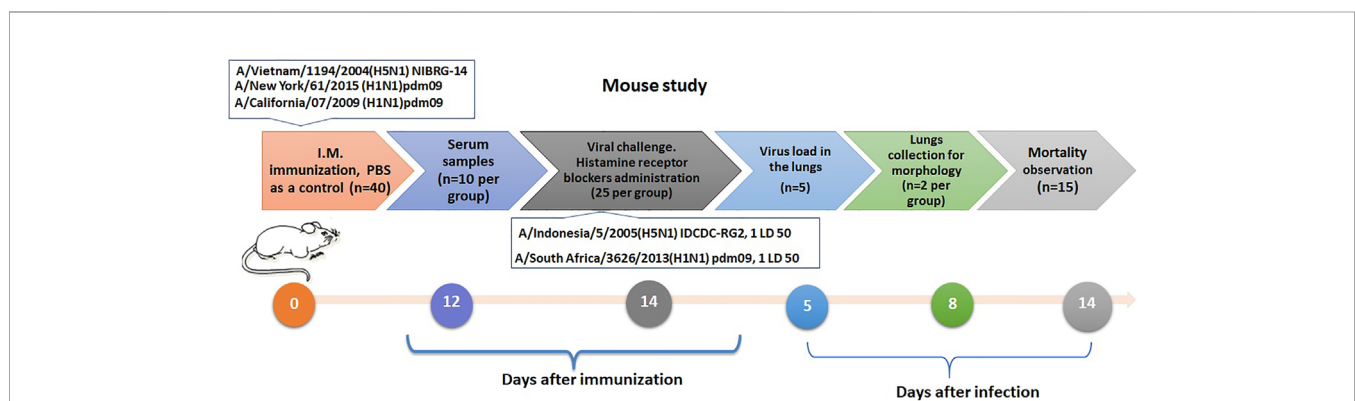 A/Vietnam/1194/2004(H5N1) NIBRG-14
A/New York/61/2015 (H1N1)pdm09
A/California/07/2009 (H1N1)pdm09
Mouse study
I.M.
immunization, PBS
as a control (n=40)
Serum
samples
(n=10 per
group)
Viral challenge.
Histamine receptor
blockers administration
(25 per group)
Virus load in
the lungs
(n=5)
Lungs
collection for
morphology
(n=2 per
group)
Mortality
observation
(n=15)
A/Indonesia/5/2005(H5N1) IDCDC-RG2, 1 LD 50
A/South Africa/3626/2013(H1N1) pdm09, 1 LD 50
0
12
14
5
8
14
Days after immunization
Days after infection